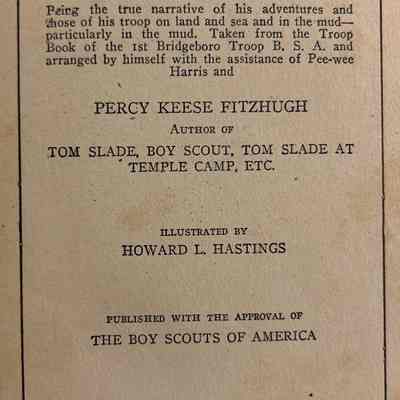 Being the true narrative of his adventures and
those of his troop on land and sea and in the mud—
particularly in the mud. Taken from the Troop
Book of the 1st Bridgeboro Troop B. S. A. and
arranged by himself with the assistance of Pee-wee
Harris and
PERCY KEESE FITZHUGH
AUTHOR OF
TOM SLADE, BOY SCOUT, TOM SLADE AT
TEMPLE CAMP, ETC.
ILLUSTRATED BY
HOWARD L. HASTINGS
PUBLISHED WITH THE APPROVAL OF
THE BOY SCOUTS OF AMERICA